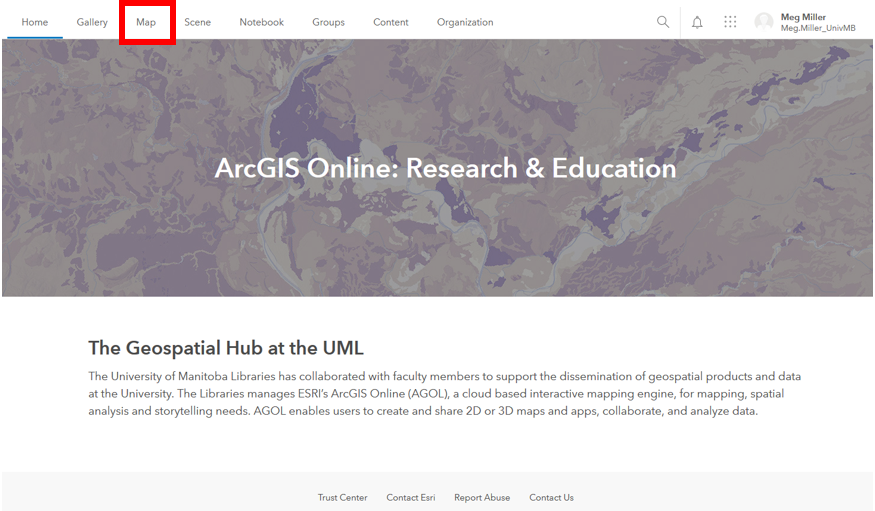 Home Gallery Map Scene Notebook Groups Content Organization Meg Miller
Meg.Miller_UnivMB
ArcGIS Online: Research & Education
The Geospatial Hub at the UML
The University of Manitoba Libraries has collaborated with faculty members to support the dissemination of geospatial products and data
at the University. The Libraries manages ESRI's ArcGIS Online (AGOL), a cloud based interactive mapping engine, for mapping, spatial
analysis and storytelling needs. AGOL enables users to create and share 2D or 3D maps and apps, collaborate, and analyze data.
Trust Center Contact Esri Report Abuse Contact Us